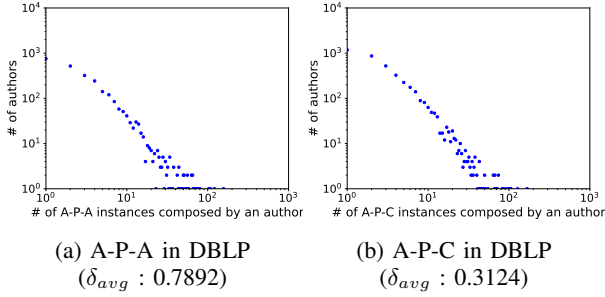 10^4
10^3
10^2
10^1
10^0
# of authors
10^0 10^1 10^2 10^3
# of A-P-A instances composed by an author
(a) A-P-A in DBLP
(δ_avg : 0.7892)
10^4
10^3
10^2
10^1
10^0
# of authors
10^0 10^1 10^2 10^3
# of A-P-C instances composed by an author
(b) A-P-C in DBLP
(δ_avg : 0.3124)